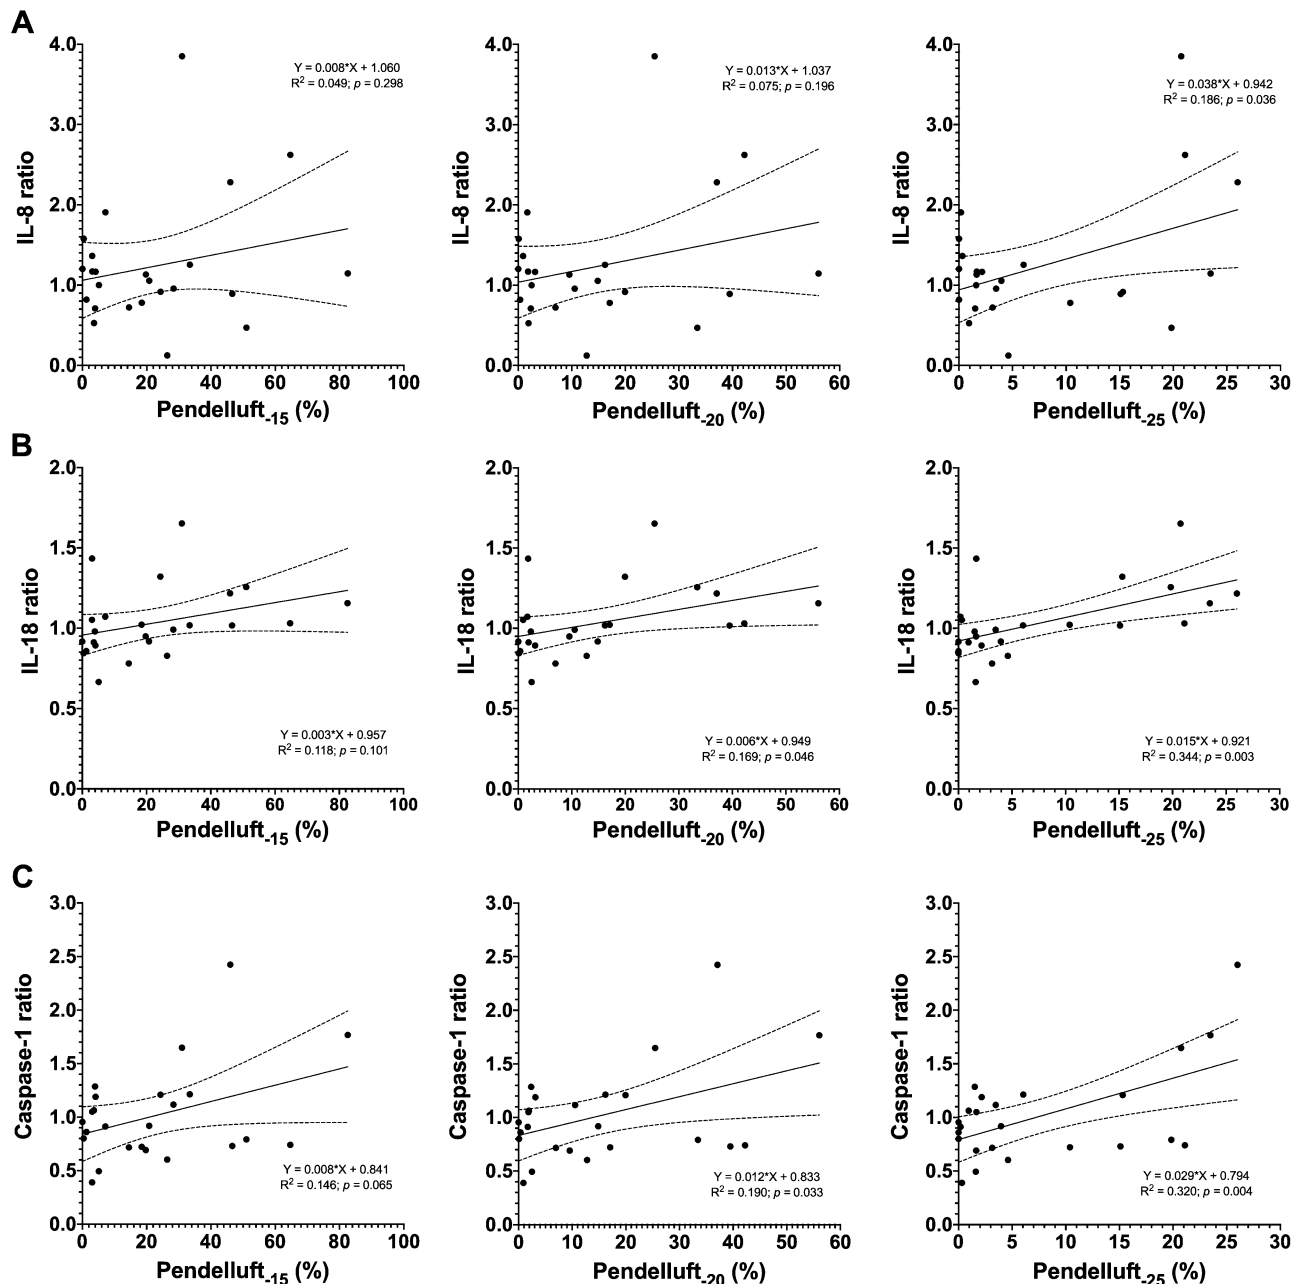 A
IL-8 ratio
4.0
3.0
2.0
1.0
0.0
0 20 40 60 80 100
Pendelluft-15 (%)
Y = 0.008*X + 1.060
R2 = 0.049; p = 0.298
IL-8 ratio
4.0
3.0
2.0
1.0
0.0
0 10 20 30 40 50 60
Pendelluft-20 (%)
Y = 0.013*X + 1.037
R2 = 0.075; p = 0.196
IL-8 ratio
4.0
3.0
2.0
1.0
0.0
0 5 10 15 20 25 30
Pendelluft-25 (%)
Y = 0.038*X + 0.942
R2 = 0.186; p = 0.036
B
IL-18 ratio
2.0
1.5
1.0
0.5
0.0
0 20 40 60 80 100
Pendelluft-15 (%)
Y = 0.003*X + 0.957
R2 = 0.118; p = 0.101
IL-18 ratio
2.0
1.5
1.0
0.5
0.0
0 10 20 30 40 50 60
Pendelluft-20 (%)
Y = 0.006*X + 0.949
R2 = 0.169; p = 0.046
IL-18 ratio
2.0
1.5
1.0
0.5
0.0
0 5 10 15 20 25 30
Pendelluft-25 (%)
Y = 0.015*X + 0.921
R2 = 0.344; p = 0.003
C
Caspase-1 ratio
3.0
2.5
2.0
1.5
1.0
0.5
0.0
0 20 40 60 80 100
Pendelluft-15 (%)
Y = 0.008*X + 0.841
R2 = 0.146; p = 0.065
Caspase-1 ratio
3.0
2.5
2.0
1.5
1.0
0.5
0.0
0 10 20 30 40 50 60
Pendelluft-20 (%)
Y = 0.012*X + 0.833
R2 = 0.190; p = 0.033
Caspase-1 ratio
3.0
2.5
2.0
1.5
1.0
0.5
0.0
0 5 10 15 20 25 30
Pendelluft-25 (%)
Y = 0.029*X + 0.794
R2 = 0.320; p = 0.004